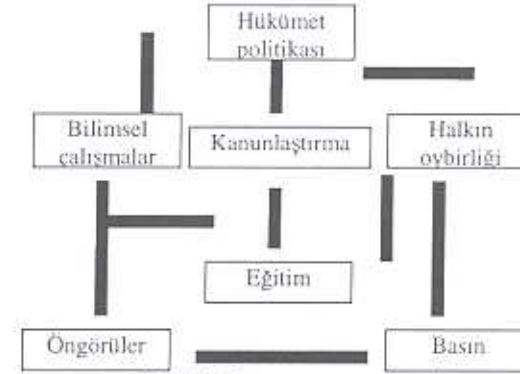 Hükümet
politikası
Bilimsel
çalışmalar
Kanunlaştırma
Halkın
oybirliği
Eğitim
Öngörüler
Basın